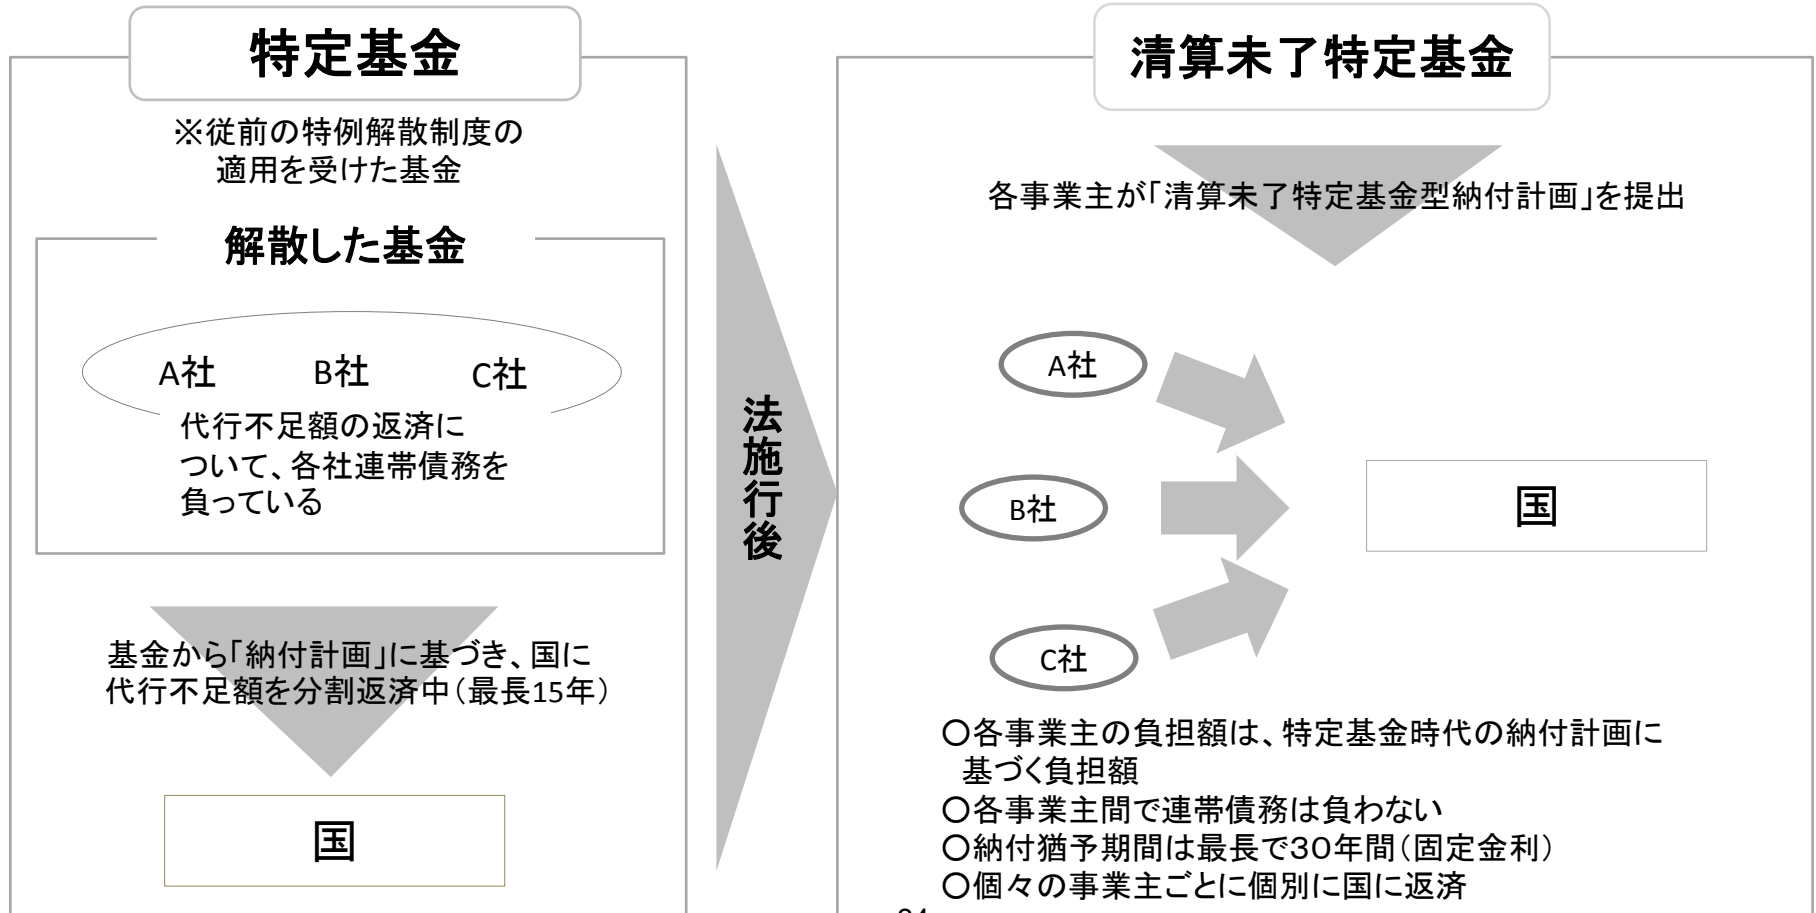 特定基金
※従前の特例解散制度の
適用を受けた基金
解散した基金
A社
B社
C社
代行不足額の返済に
ついて、各社連帯債務を
負っている
基金から「納付計画」に基づき、国に
代行不足額を分割返済中（最長15年）
国
法施行後
清算未了特定基金
各事業主が「清算未了特定基金型納付計画」を提出
A社
B社
C社
国
〇各事業主の負担額は、特定基金時代の納付計画に
基づく負担額
〇各事業主間で連帯債務は負わない
〇納付猶予期間は最長で３０年間（固定金利）
〇個々の事業主ごとに個別に国に返済